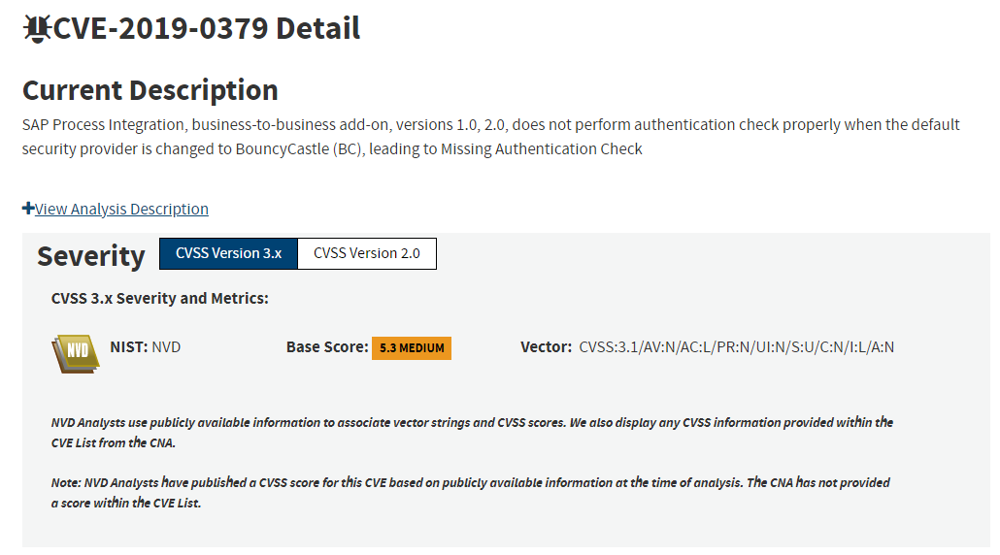 CVE-2019-0379 Detail
Current Description
SAP Process Integration, business-to-business add-on, versions 1.0, 2.0, does not perform authentication check properly when the default
security provider is changed to BouncyCastle (BC), leading to Missing Authentication Check
+View Analysis Description
Severity CVSS Version 3.x CVSS Version 2.0
CVSS 3.x Severity and Metrics:
NVD NIST: NVD Base Score: 5.3 MEDIUM Vector: CVSS:3.1/AV:N/AC:L/PR:N/UI:N/S:U/C:N/I:L/A:N
NVD Analysts use publicly available information to associate vector strings and CVSS scores. We also display any CVSS information provided within the
CVE List from the CNA.
Note: NVD Analysts have published a CVSS score for this CVE based on publicly available information at the time of analysis. The CNA has not provided
a score within the CVE List.